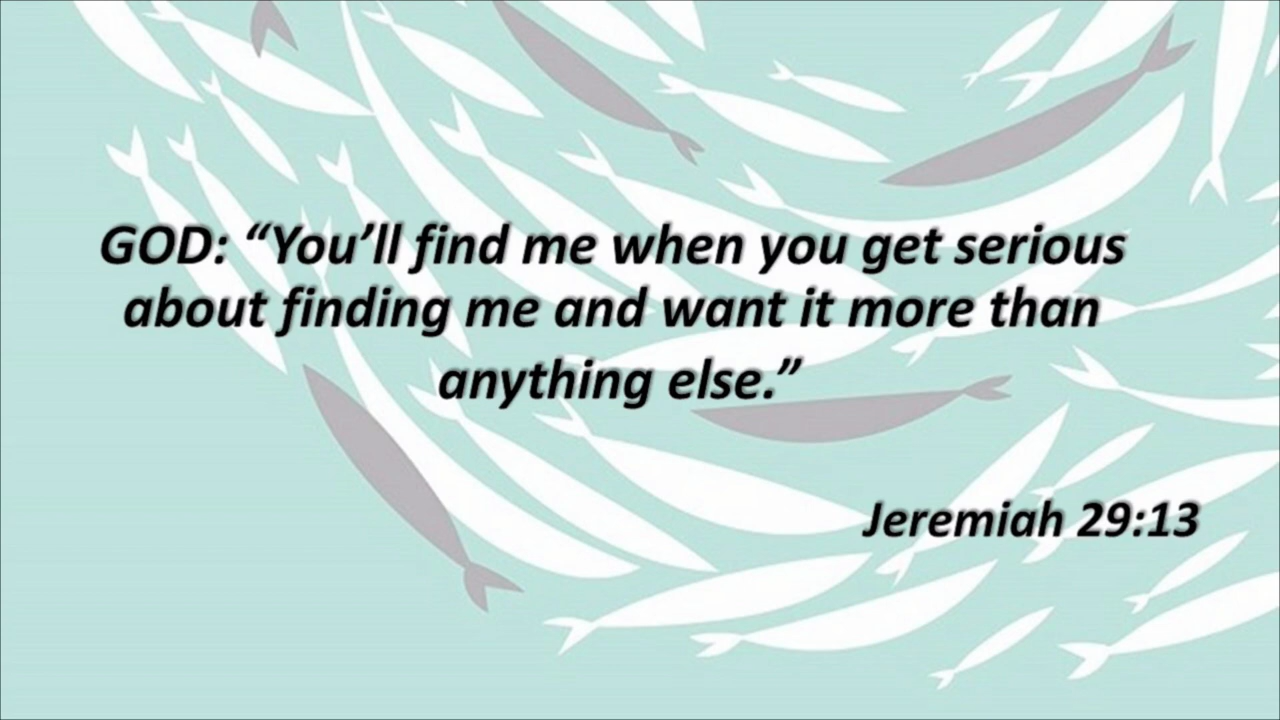 GOD: “You’ll find me when you get serious
about finding me and want it more than
anything else.”
Jeremiah 29:13